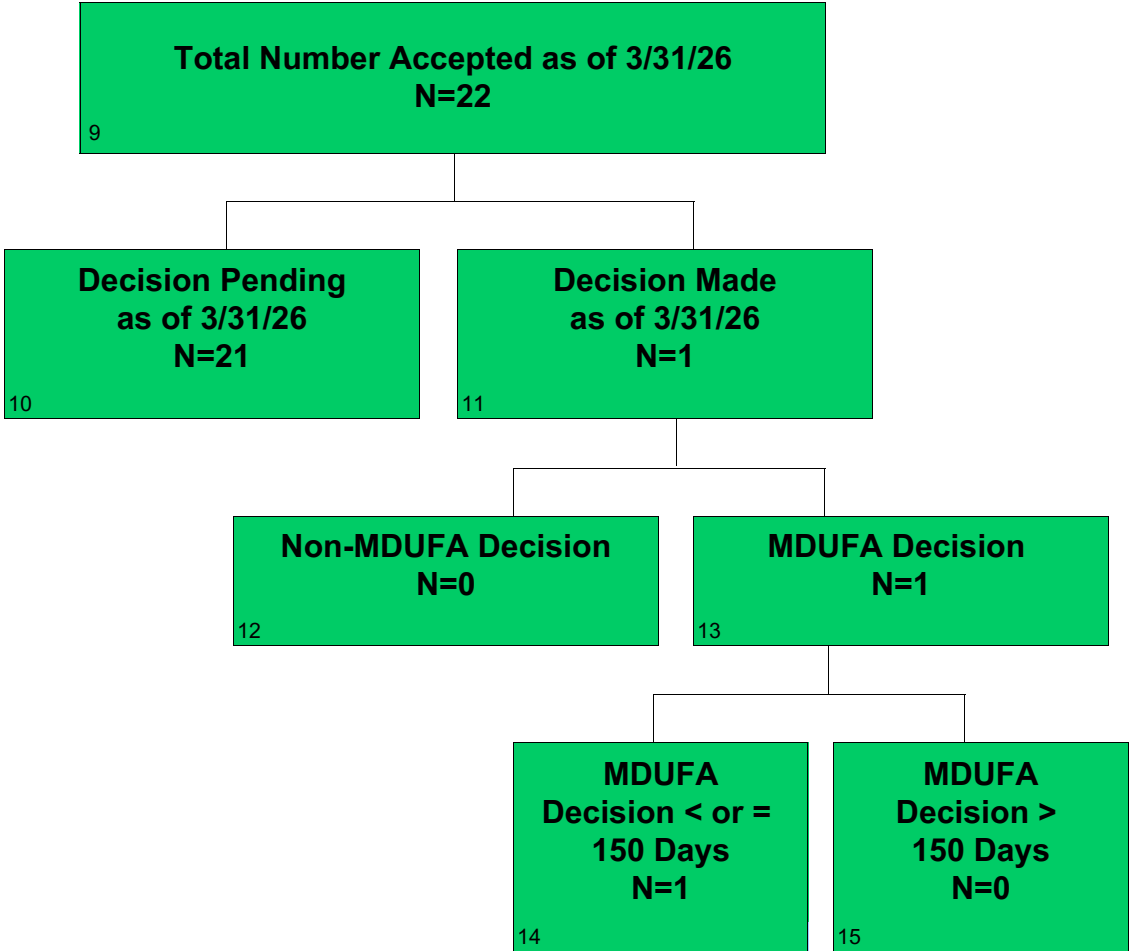 Total Number Accepted as of 3/31/26
N=22
9
Decision Pending
as of 3/31/26
N=21
10
Decision Made
as of 3/31/26
N=1
11
Non-MDUFA Decision
N=0
12
MDUFA Decision
N=1
13
MDUFA
Decision < or =
150 Days
N=1
14
MDUFA
Decision >
150 Days
N=0
15